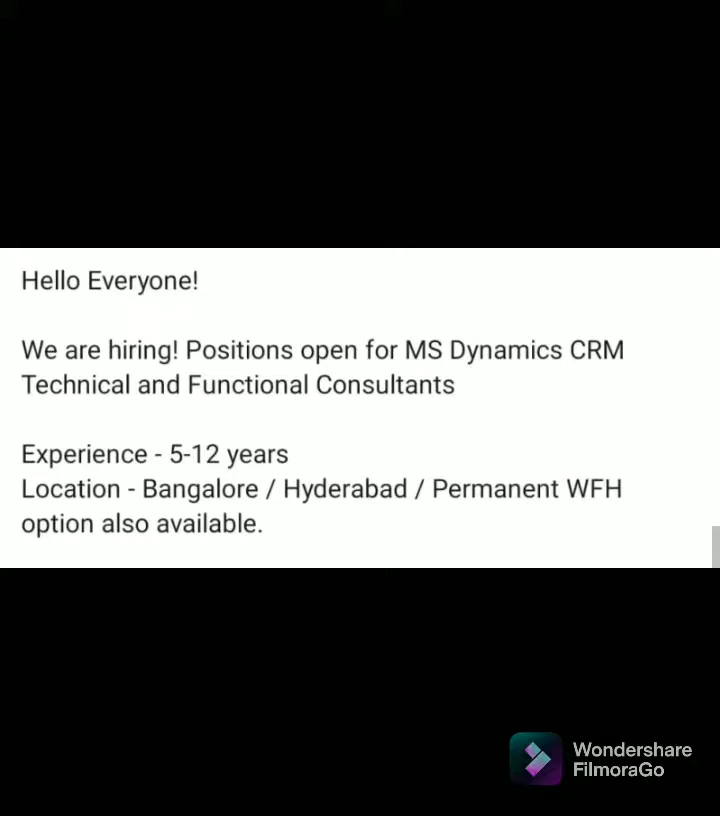 Hello Everyone!
We are hiring! Positions open for MS Dynamics CRM
Technical and Functional Consultants
Experience - 5-12 years
Location - Bangalore / Hyderabad / Permanent WFH
option also available.
Wondershare
FilmoraGo